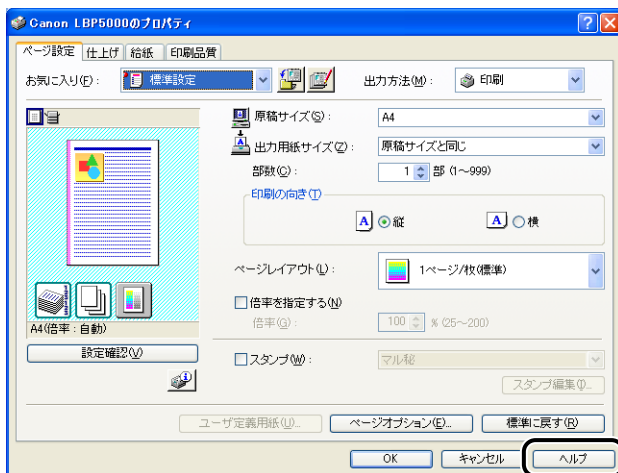 Canon LBP5000のプロパティ
ページ設定 仕上げ 給紙 印刷品質
お気に入り(F): 標準設定 出力方法(M): 印刷
原稿サイズ(S): A4
出力用紙サイズ(Z): 原稿サイズと同じ
部数(C): 1 部 (1~999)
印刷の向き(T)
A 縦 A 横
ページレイアウト(L): 1ページ/枚(標準)
倍率を指定する(N)
倍率(G): 100 % (25~200)
A4(倍率:自動)
設定確認(V)
スタンプ(W): マル秘
スタンプ編集(I)...
ユーザ定義用紙(U)... ページオプション(E)... 標準に戻す(R)
OK キャンセル ヘルプ